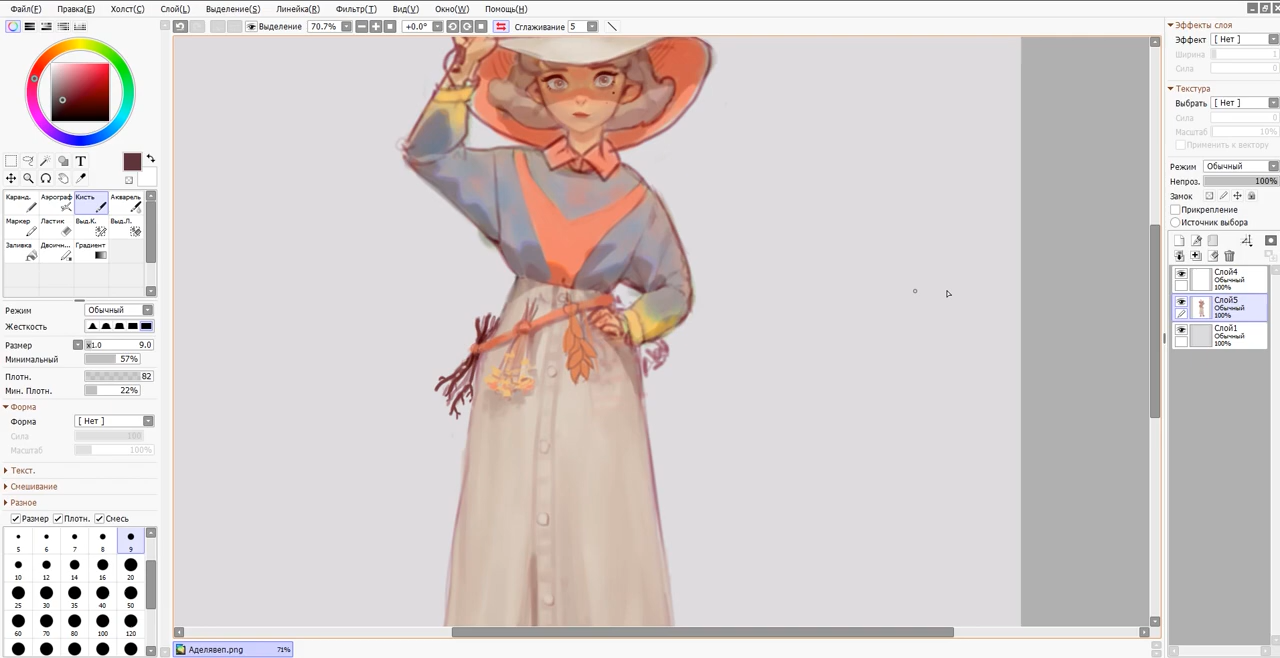 Файл(F) Правка(E) Холст(C) Слой(L) Выделение(S) Линейка(R) Фильтр(T) Вид(V) Окно(W) Помощь(H)
Выделение 70.7% +0.0° Сглаживание 5
T
Каранд. Аэрограф Кисть Акварель
Маркер Ластик Выд.К. Выд.Л.
Заливка Двоичн... Градиент
Режим Обычный
Жесткость
Размер x1.0 9.0
Минимальный 57%
Плотн. 82
Мин. Плотн. 22%
Форма
Форма [ Нет ]
Сила 100
Масштаб 100%
Текст.
Смешивание
Разное
Размер Плотн. Смесь
5 6 7 8 9
10 12 14 16 20
25 30 35 40 50
60 70 80 100 120
Аделявеп.png 71%
Эффекты слоя
Эффект [ Нет ]
Ширина 1
Сила 0
Текстура
Выбрать [ Нет ]
Сила 0
Масштаб 10%
Применить к вектору
Режим Обычный
Непроз. 100%
Замок
Прикрепление
Источник выбора
Слой4
Обычный
100%
Слой5
Обычный
100%
Слой1
Обычный
100%